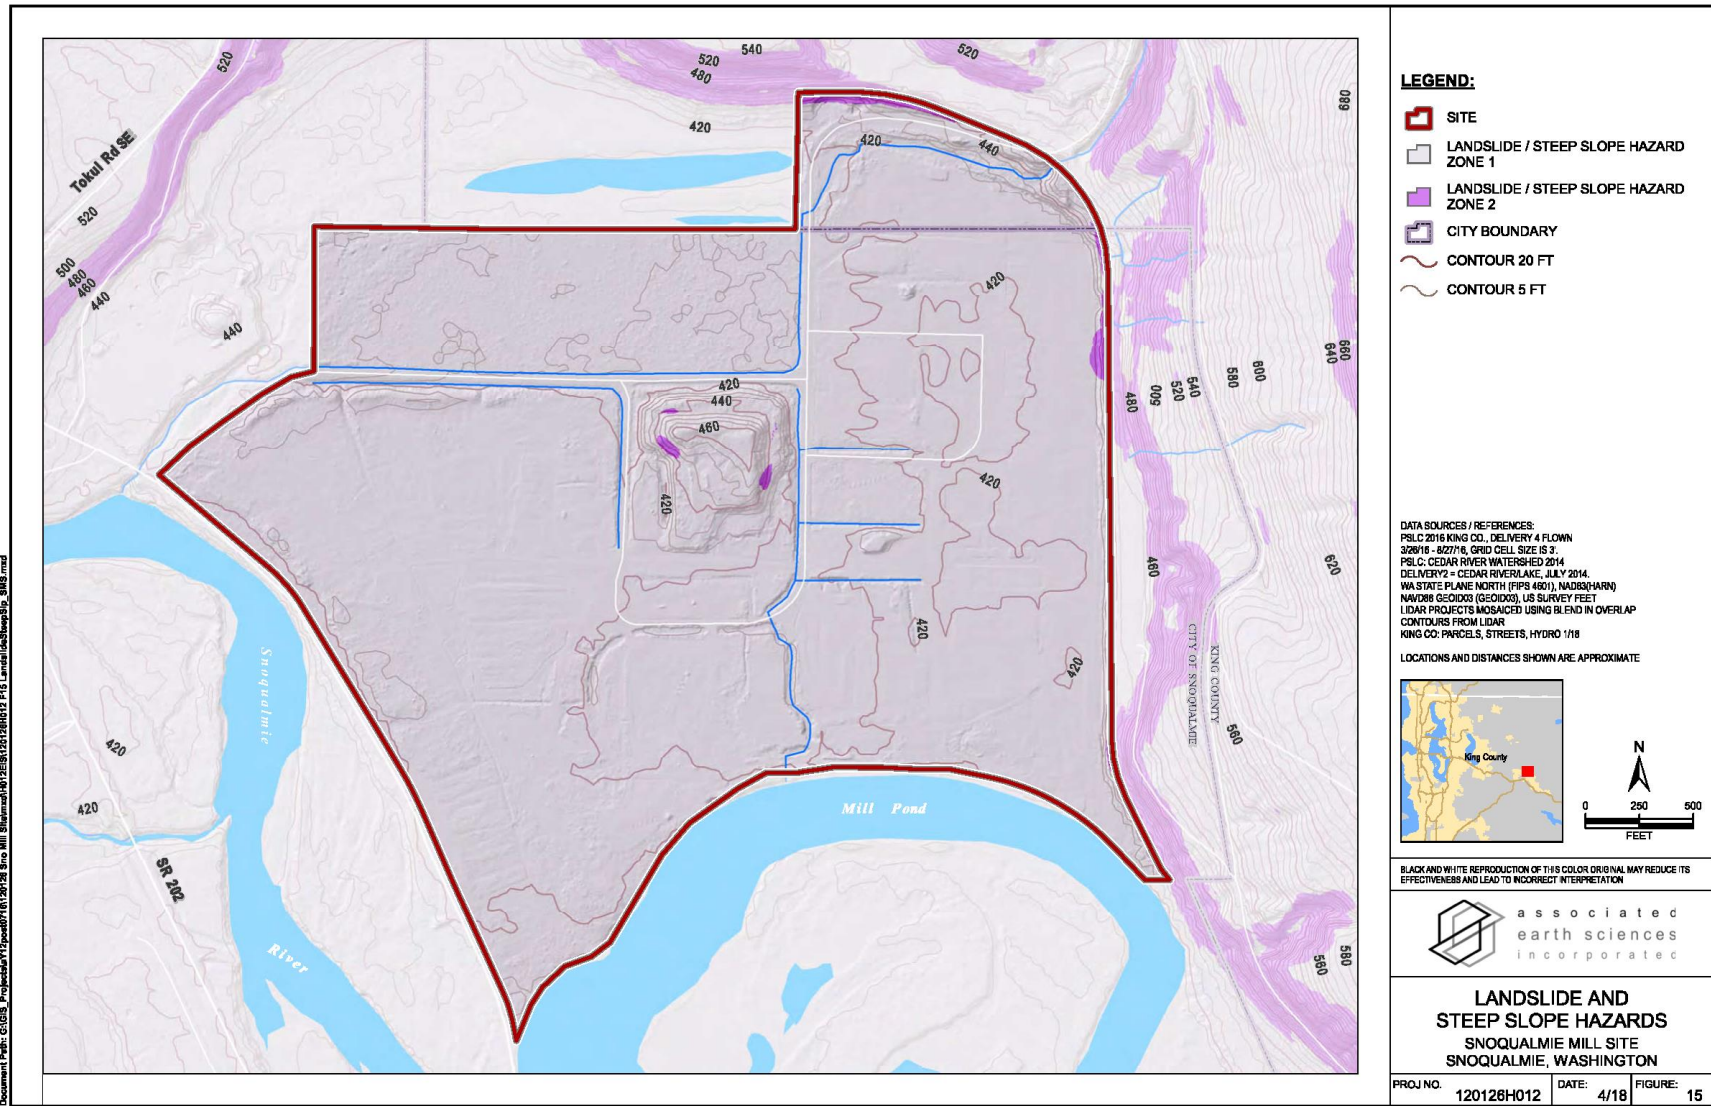 520
540
520
480
520
680
420
420
440
Tokul Rd SE
520
500
480
460
440
440
420
660
640
600
580
540
520
500
480
420
440
460
420
420
460
620
420
420
CITY OF SNOQUALMIE
KING COUNTY
560
Snoqualmie
River
420
420
SR 202
Mill Pond
580
560
LEGEND:
SITE
LANDSLIDE / STEEP SLOPE HAZARD
ZONE 1
LANDSLIDE / STEEP SLOPE HAZARD
ZONE 2
CITY BOUNDARY
CONTOUR 20 FT
CONTOUR 5 FT
DATA SOURCES / REFERENCES:
PSLC 2016 KING CO., DELIVERY 4 FLOWN
3/26/16 - 8/27/16, GRID CELL SIZE IS 3'.
PSLC: CEDAR RIVER WATERSHED 2014
DELIVERY2 = CEDAR RIVER/LAKE, JULY 2014.
WA STATE PLANE NORTH (FIPS 4601), NAD83(HARN)
NAVD88 GEOID03 (GEOID03), US SURVEY FEET
LIDAR PROJECTS MOSAICED USING BLEND IN OVERLAP
CONTOURS FROM LIDAR
KING CO: PARCELS, STREETS, HYDRO 1/18
LOCATIONS AND DISTANCES SHOWN ARE APPROXIMATE
King County
N
0 250 500
FEET
BLACK AND WHITE REPRODUCTION OF THIS COLOR ORIGINAL MAY REDUCE ITS
EFFECTIVENESS AND LEAD TO INCORRECT INTERPRETATION
associated
earth sciences
incorporated
LANDSLIDE AND
STEEP SLOPE HAZARDS
SNOQUALMIE MILL SITE
SNOQUALMIE, WASHINGTON
PROJ NO. 120126H012 DATE: 4/18 FIGURE: 15